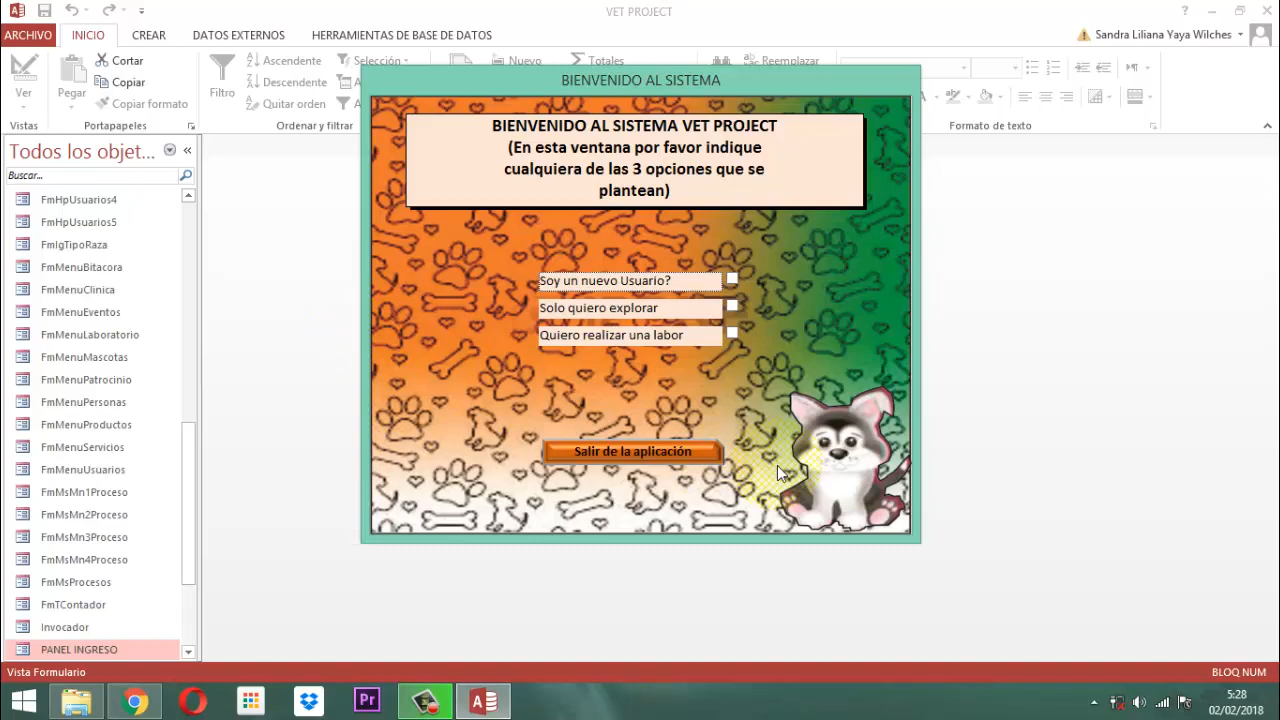 VET PROJECT
?
ARCHIVO
INICIO
CREAR
DATOS EXTERNOS
HERRAMIENTAS DE BASE DE DATOS
Sandra Liliana Yaya Wilches
Ver
Pegar
Cortar
Copiar
Copiar formato
Filtro
Ascendente
Descendente
Quitar orden
Selección
Nuevo
Totales
Reemplazar
Vistas
Portapapeles
Ordenar y filtrar
Formato de texto
Todos los objet...
Buscar...
FmHpUsuarios4
FmHpUsuarios5
FmIgTipoRaza
FmMenuBitacora
FmMenuClinica
FmMenuEventos
FmMenuLaboratorio
FmMenuMascotas
FmMenuPatrocinio
FmMenuPersonas
FmMenuProductos
FmMenuServicios
FmMenuUsuarios
FmMsMn1Proceso
FmMsMn2Proceso
FmMsMn3Proceso
FmMsMn4Proceso
FmMsProcesos
FmTContador
Invocador
PANEL INGRESO
BIENVENIDO AL SISTEMA
BIENVENIDO AL SISTEMA VET PROJECT
(En esta ventana por favor indique
cualquiera de las 3 opciones que se
plantean)
Soy un nuevo Usuario?
Solo quiero explorar
Quiero realizar una labor
Salir de la aplicación
Vista Formulario
BLOQ NUM
Pr
5:28
02/02/2018